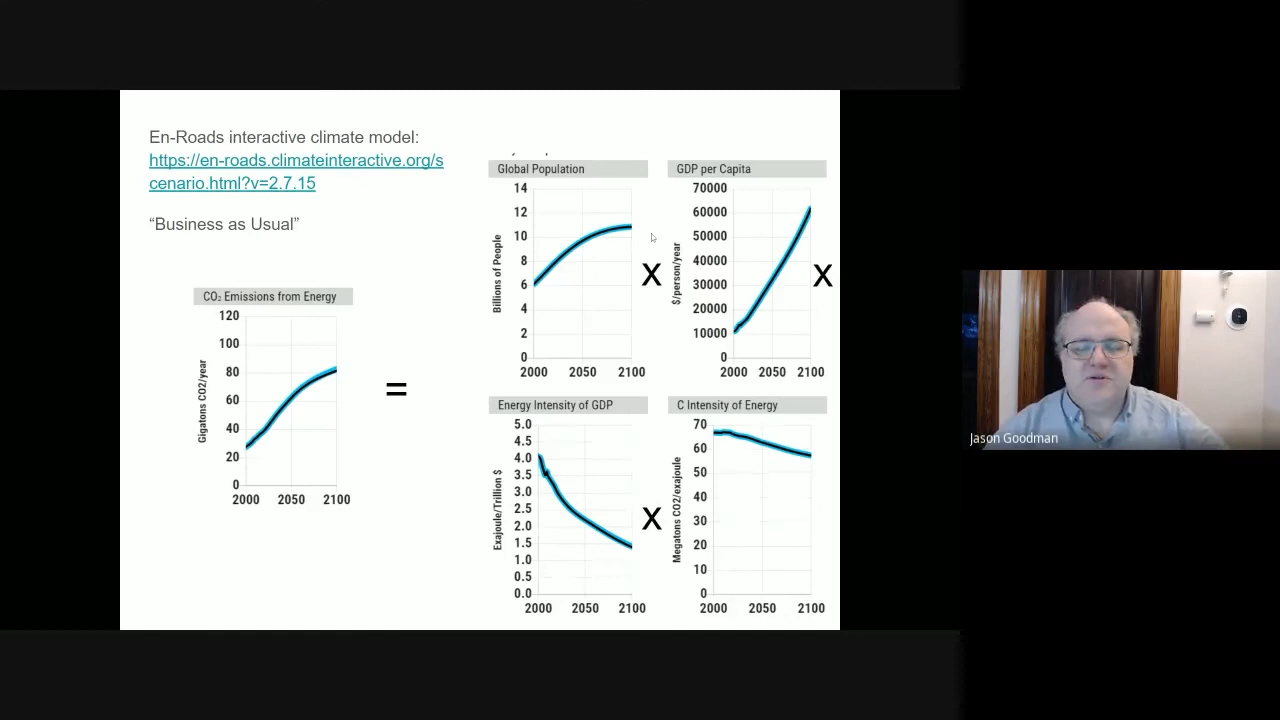 En-Roads interactive climate model:
https://en-roads.climateinteractive.org/s
cenario.html?v=2.7.15
“Business as Usual”
CO₂ Emissions from Energy
Gigatons CO2/year
120
100
80
60
40
20
0
2000 2050 2100
=
Global Population
Billions of People
14
12
10
8
6
4
2
0
2000 2050 2100
X
GDP per Capita
$/person/year
70000
60000
50000
40000
30000
20000
10000
0
2000 2050 2100
X
Energy Intensity of GDP
Exajoule/Trillion $
5.0
4.5
4.0
3.5
3.0
2.5
2.0
1.5
1.0
0.5
0.0
2000 2050 2100
X
C Intensity of Energy
Megatons CO2/exajoule
70
60
50
40
30
20
10
0
2000 2050 2100
Jason Goodman